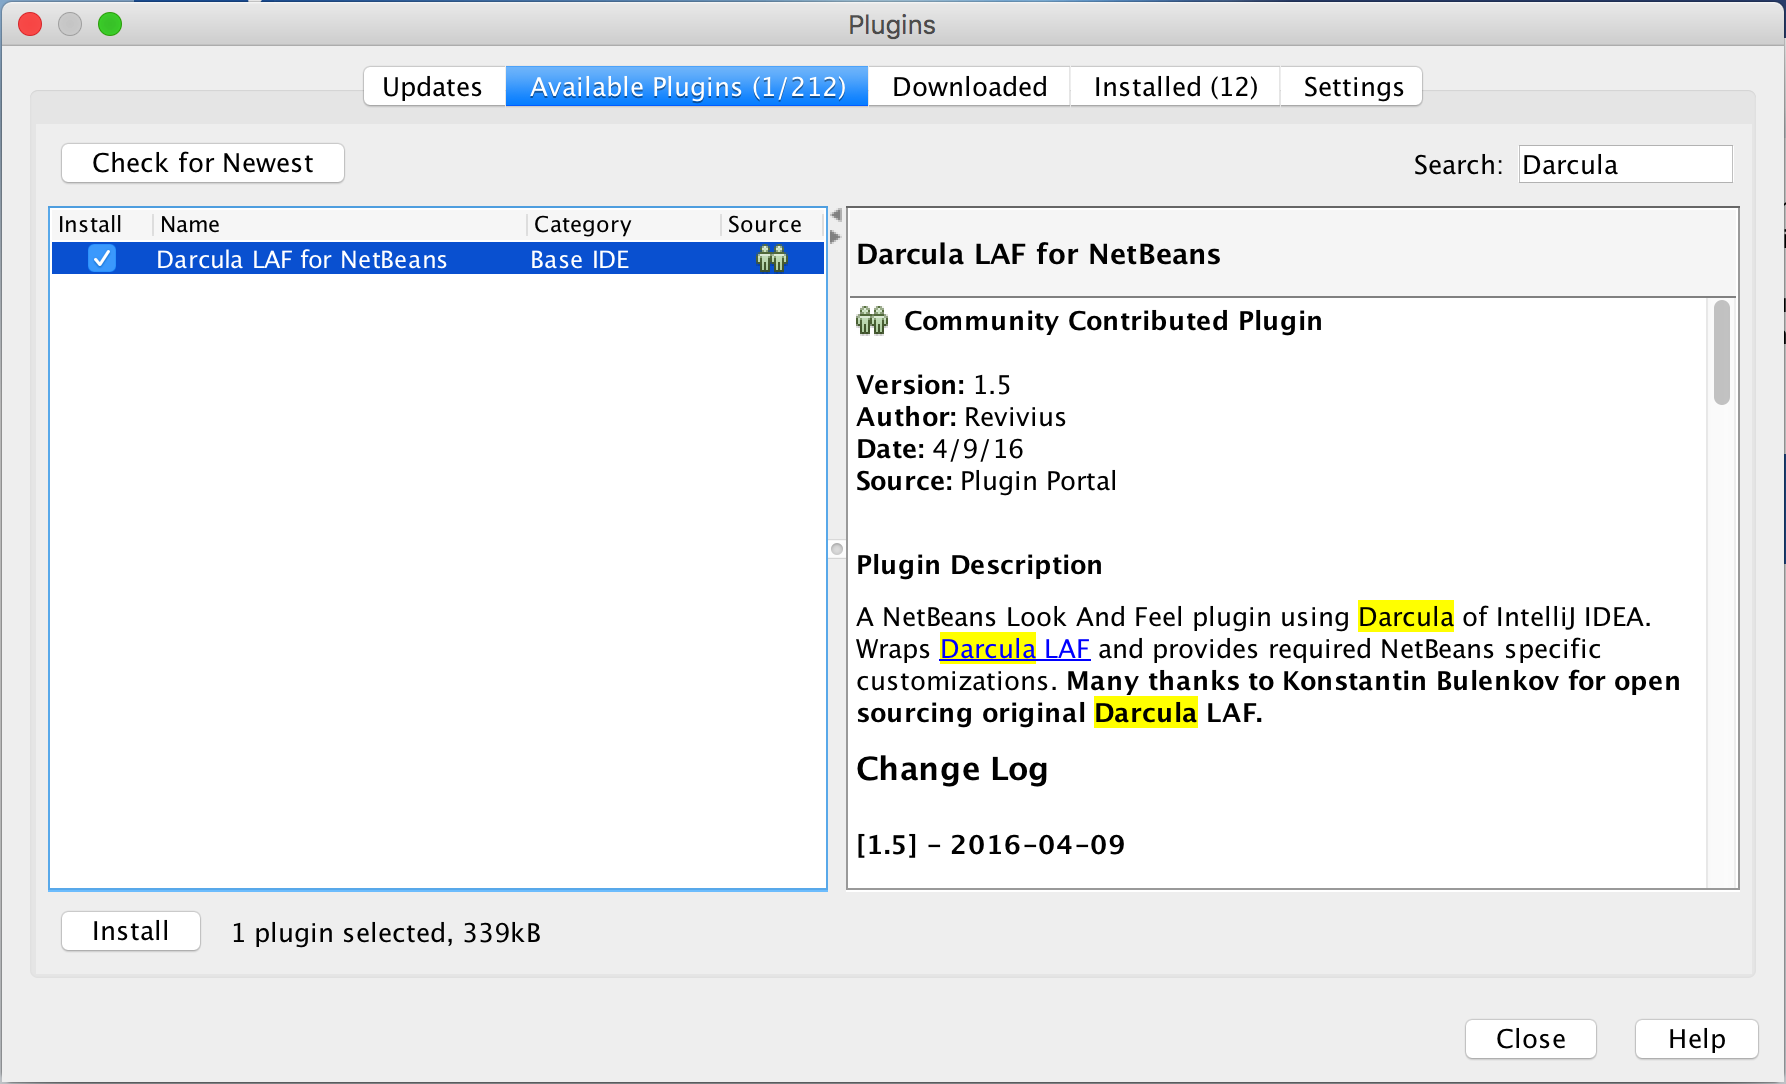 Plugins
Updates
Available Plugins (1/212)
Downloaded
Installed (12)
Settings
Check for Newest
Search: Darcula
Install Name Category Source
Darcula LAF for NetBeans Base IDE
Darcula LAF for NetBeans
Community Contributed Plugin
Version: 1.5
Author: Revivius
Date: 4/9/16
Source: Plugin Portal
Plugin Description
A NetBeans Look And Feel plugin using Darcula of IntelliJ IDEA.
Wraps Darcula LAF and provides required NetBeans specific
customizations. Many thanks to Konstantin Bulenkov for open
sourcing original Darcula LAF.
Change Log
[1.5] - 2016-04-09
Install
1 plugin selected, 339kB
Close
Help